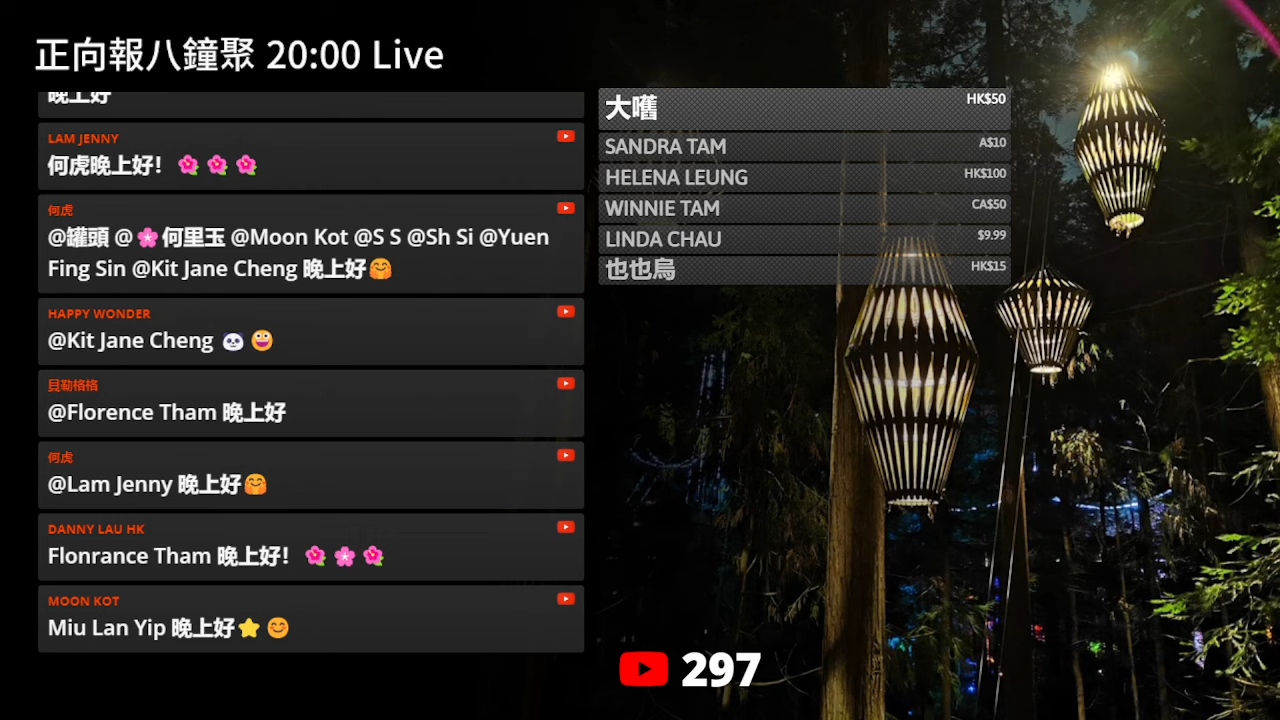 正向報八鐘聚 20:00 Live
晚上好
LAM JENNY
何虎晚上好！ 🌺 🌺 🌺
何虎
@罐頭 @🌸何里玉 @Moon Kot @S S @Sh Si @Yuen
Fing Sin @Kit Jane Cheng 晚上好🤗
HAPPY WONDER
@Kit Jane Cheng 🐼 🤪
貝勒格格
@Florence Tham 晚上好
何虎
@Lam Jenny 晚上好🤗
DANNY LAU HK
Flonrance Tham 晚上好！ 🌺 🌸 🌺
MOON KOT
Miu Lan Yip 晚上好⭐ 😊
大嚿 HK$50
SANDRA TAM A$10
HELENA LEUNG HK$100
WINNIE TAM CA$50
LINDA CHAU $9.99
也也烏 HK$15
297